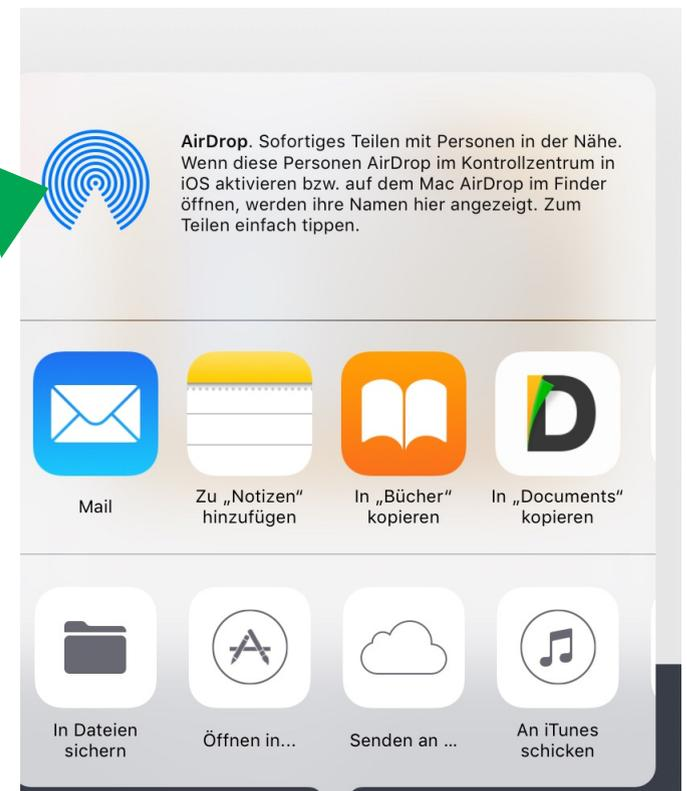 AirDrop. Sofortiges Teilen mit Personen in der Nähe.
Wenn diese Personen AirDrop im Kontrollzentrum in
iOS aktivieren bzw. auf dem Mac AirDrop im Finder
öffnen, werden ihre Namen hier angezeigt. Zum
Teilen einfach tippen.
Mail
Zu „Notizen“
hinzufügen
In „Bücher“
kopieren
In „Documents“
kopieren
In Dateien
sichern
Öffnen in...
Senden an ...
An iTunes
schicken